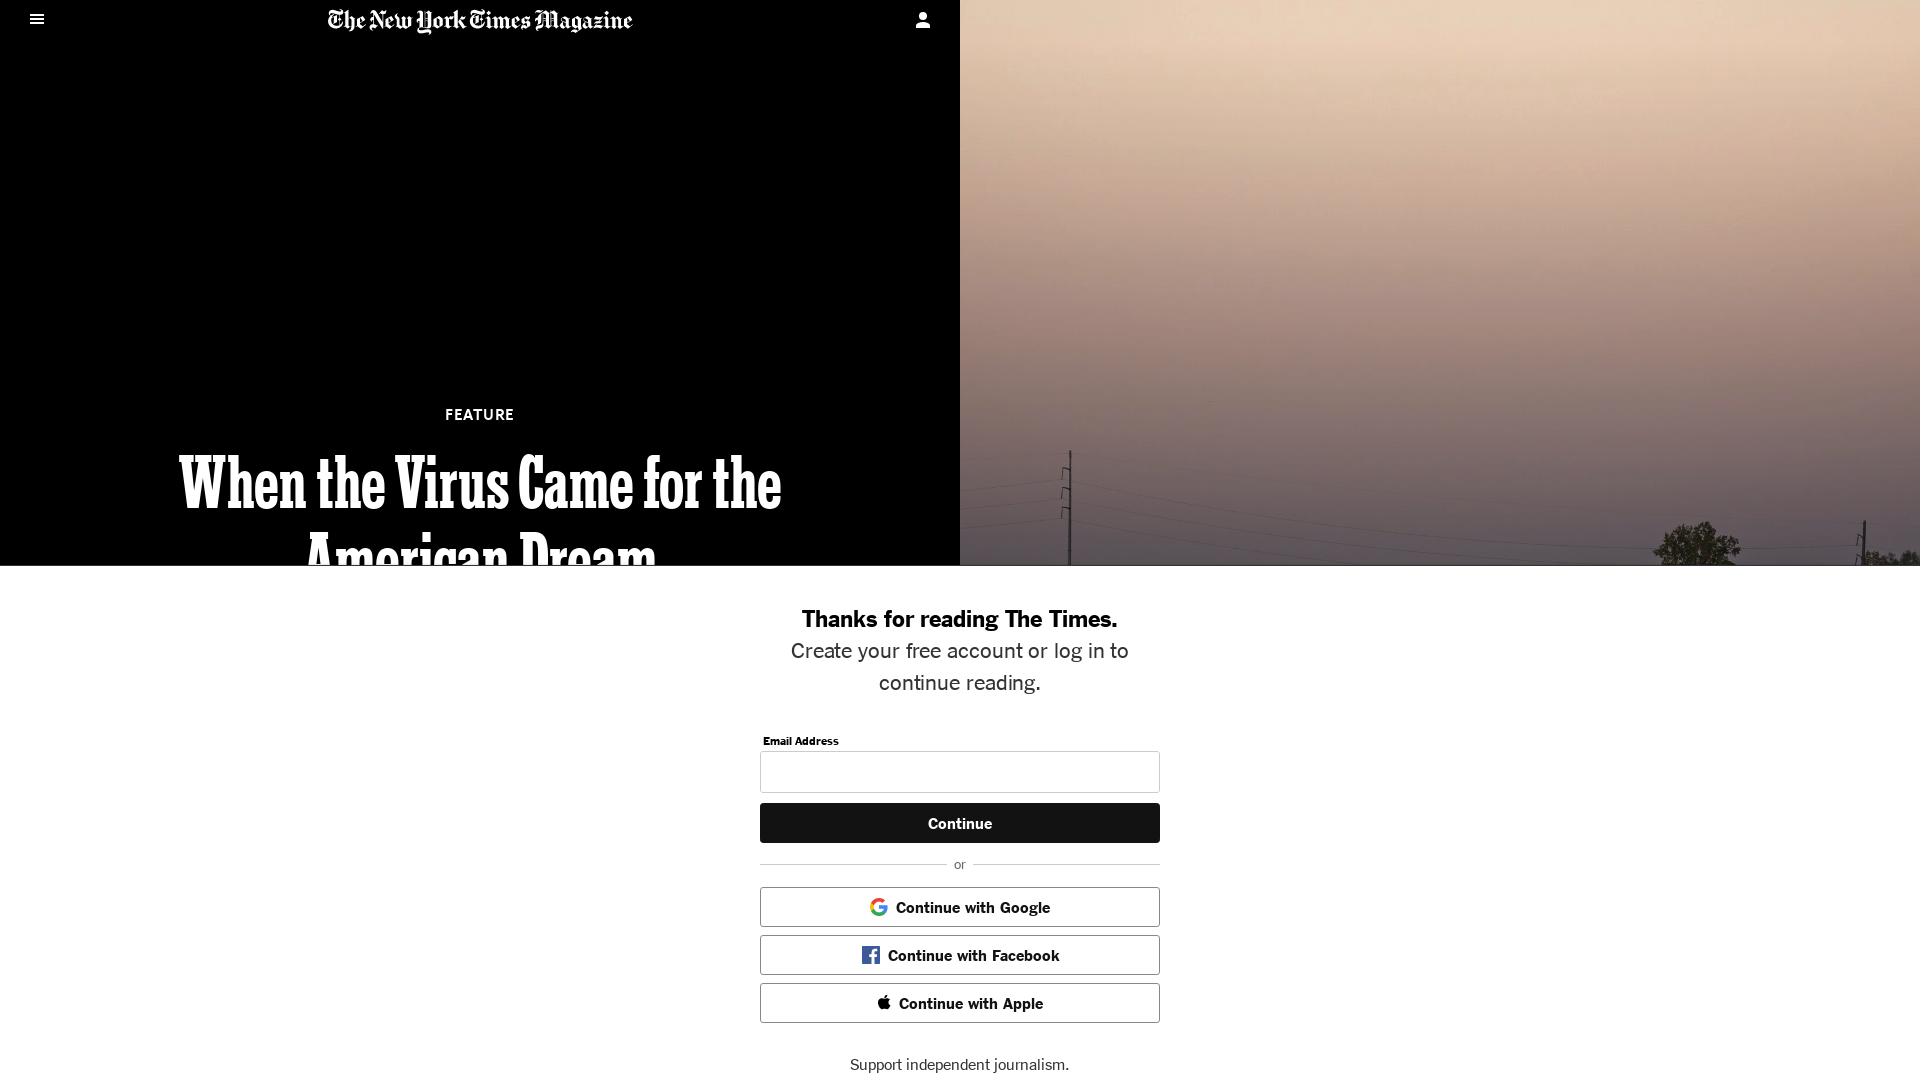 The New York Times Magazine
FEATURE
When the Virus Came for the
American Dream
Thanks for reading The Times.
Create your free account or log in to
continue reading.
Email Address
Continue
or
Continue with Google
Continue with Facebook
Continue with Apple
Support independent journalism.